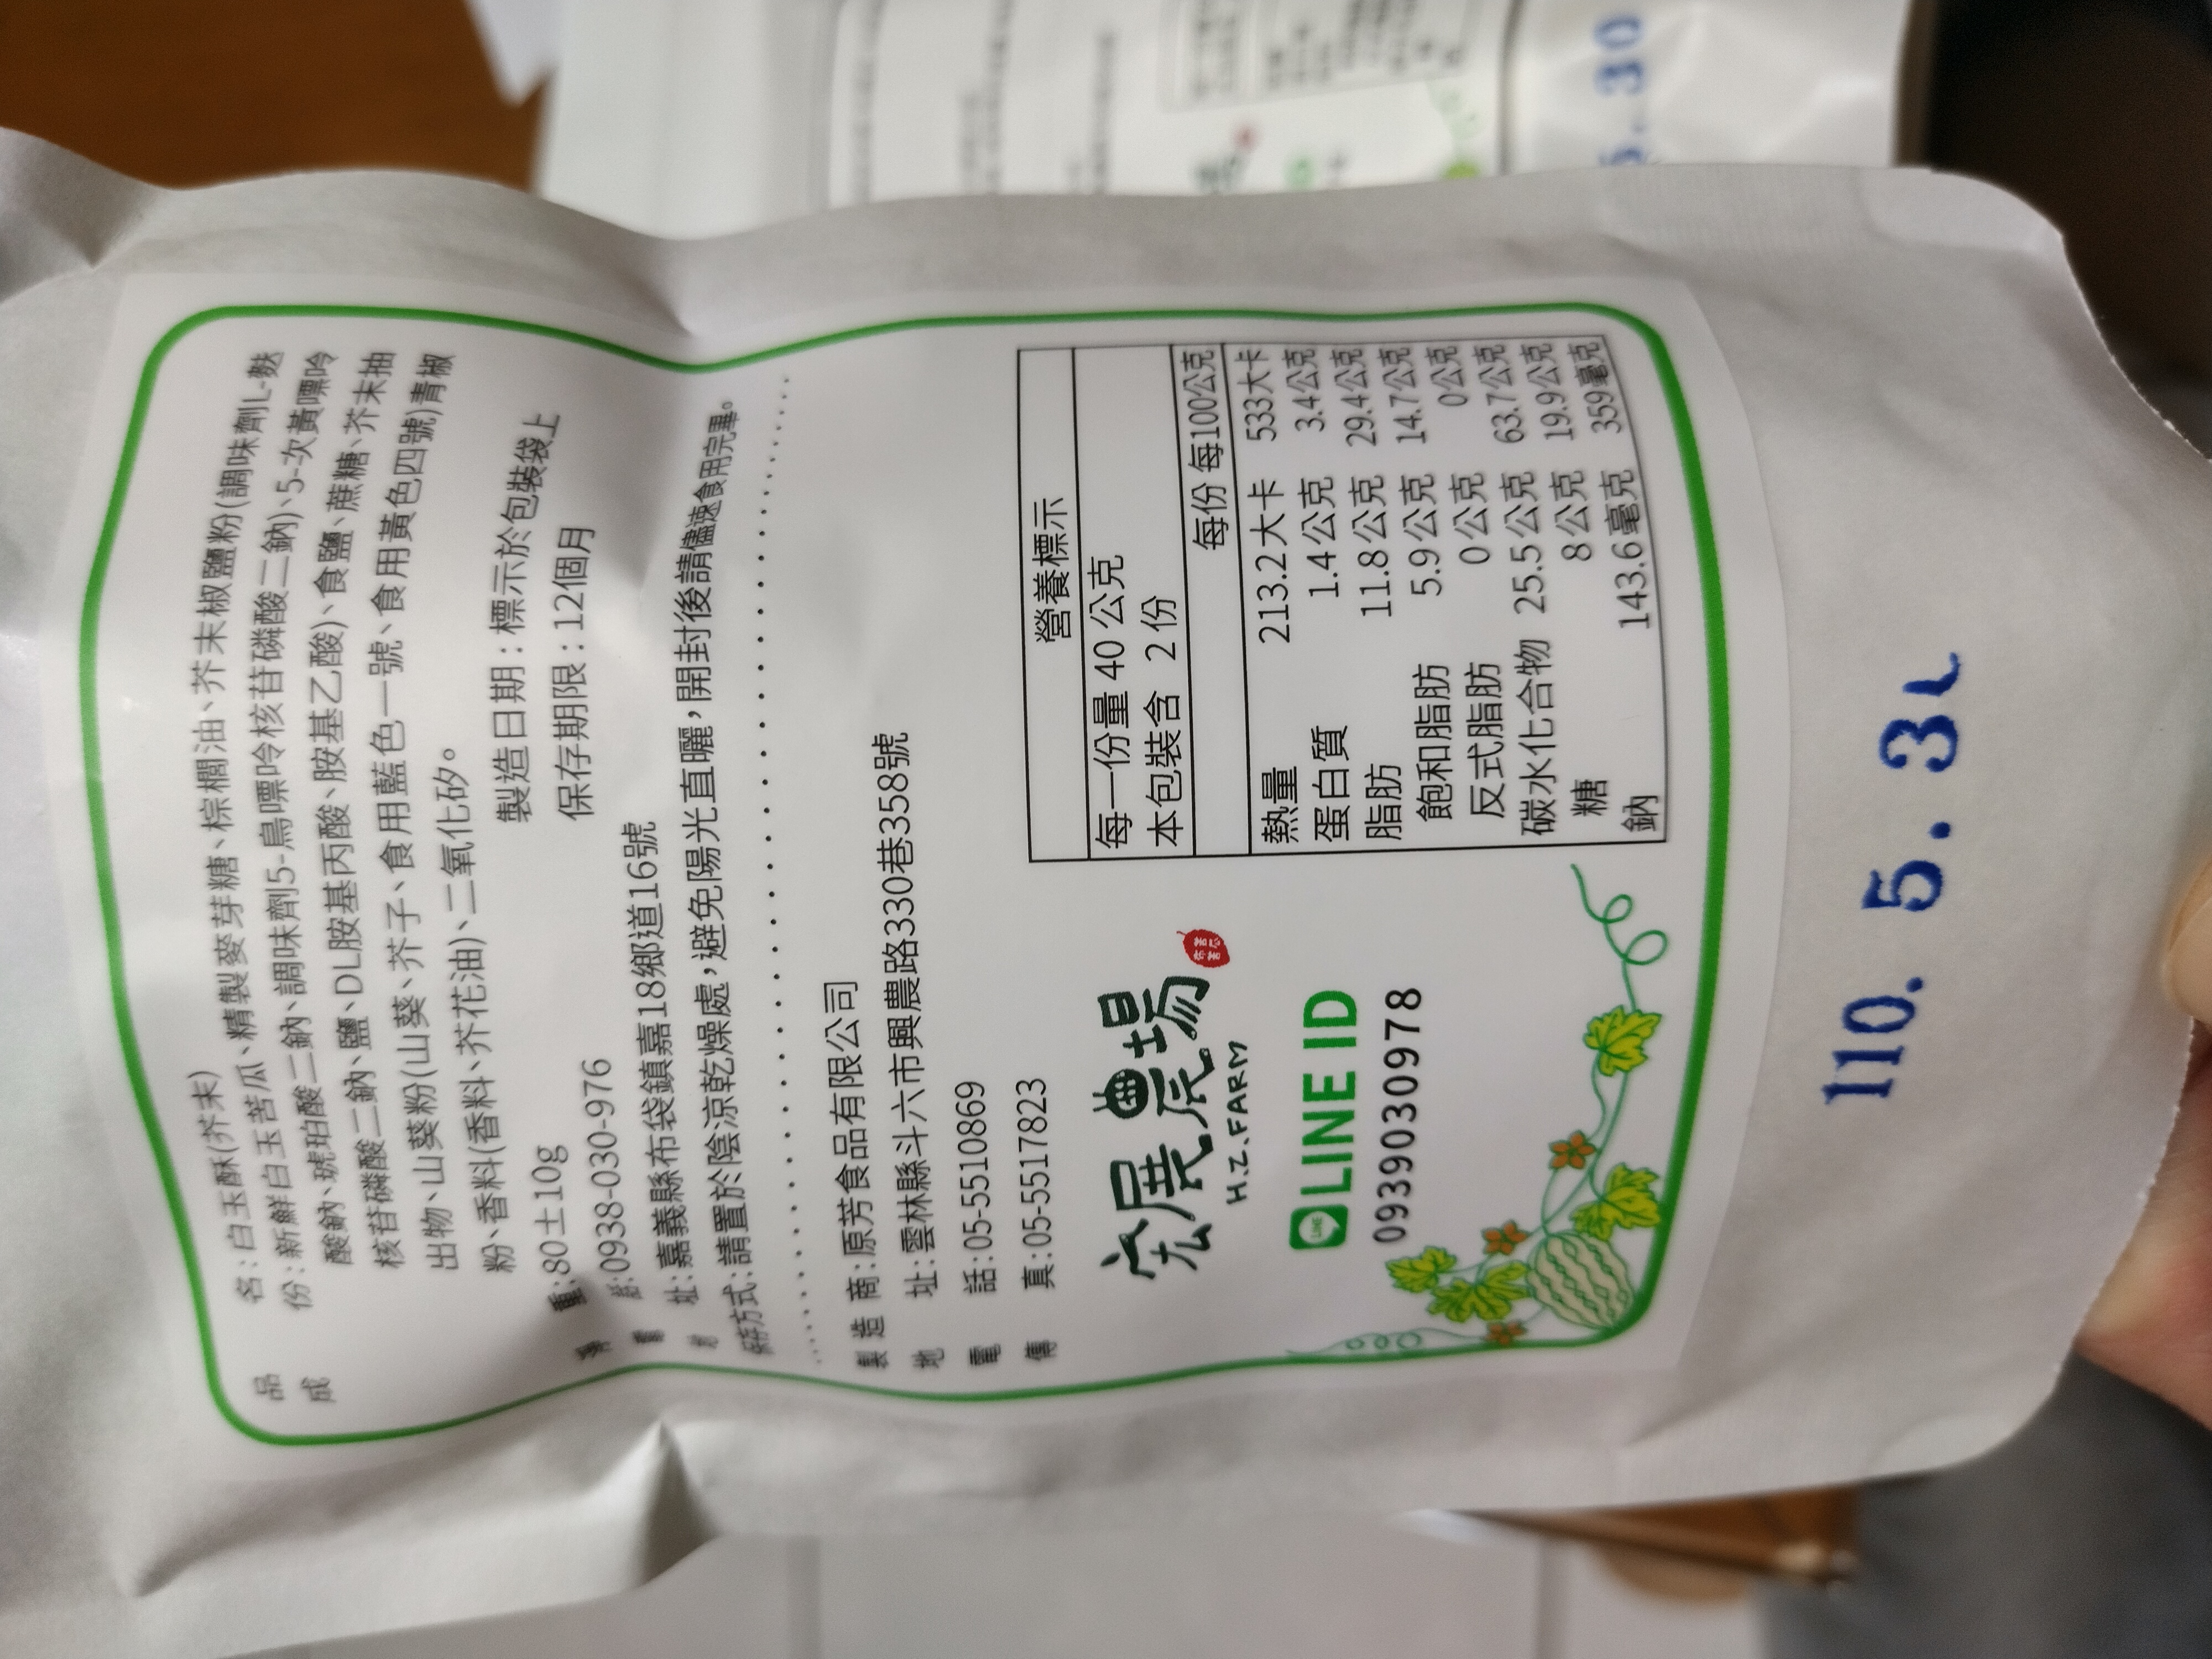 品名:白玉酥(芥末)
成份:新鮮白玉苦瓜、精製麥芽糖、棕櫚油、芥末椒鹽粉(調味劑L-麩
酸鈉、琥珀酸二鈉、調味劑5-鳥嘌呤核苷磷酸二鈉)、5-次黃嘌呤
核苷磷酸二鈉、鹽、DL胺基丙酸、胺基乙酸)、食鹽、蔗糖、芥末抽
出物、山葵粉(山葵、芥子、食用藍色一號、食用黃色四號)青椒
粉、香料(香料、芥花油)、二氧化矽。
淨重:80±10g 製造日期:標示於包裝袋上
電話:0938-030-976 保存期限:12個月
地址:嘉義縣布袋鎮嘉18鄉道16號
保存方式:請置於陰涼乾燥處,避免陽光直曬,開封後請儘速食用完畢。
製造商:原芳食品有限公司
地址:雲林縣斗六市興農路330巷358號
電話:05-5510869
傳真:05-5517823
宏展農場
H.Z.FARM
LINE LINE ID
0939030978
營養標示
每一份量 40 公克
本包裝含 2 份
每份 每100公克
熱量 213.2大卡 533大卡
蛋白質 1.4公克 3.4公克
脂肪 11.8公克 29.4公克
飽和脂肪 5.9公克 14.7公克
反式脂肪 0公克 0公克
碳水化合物 25.5公克 63.7公克
糖 8公克 19.9公克
鈉 143.6毫克 359毫克
110. 5. 31
5. 30